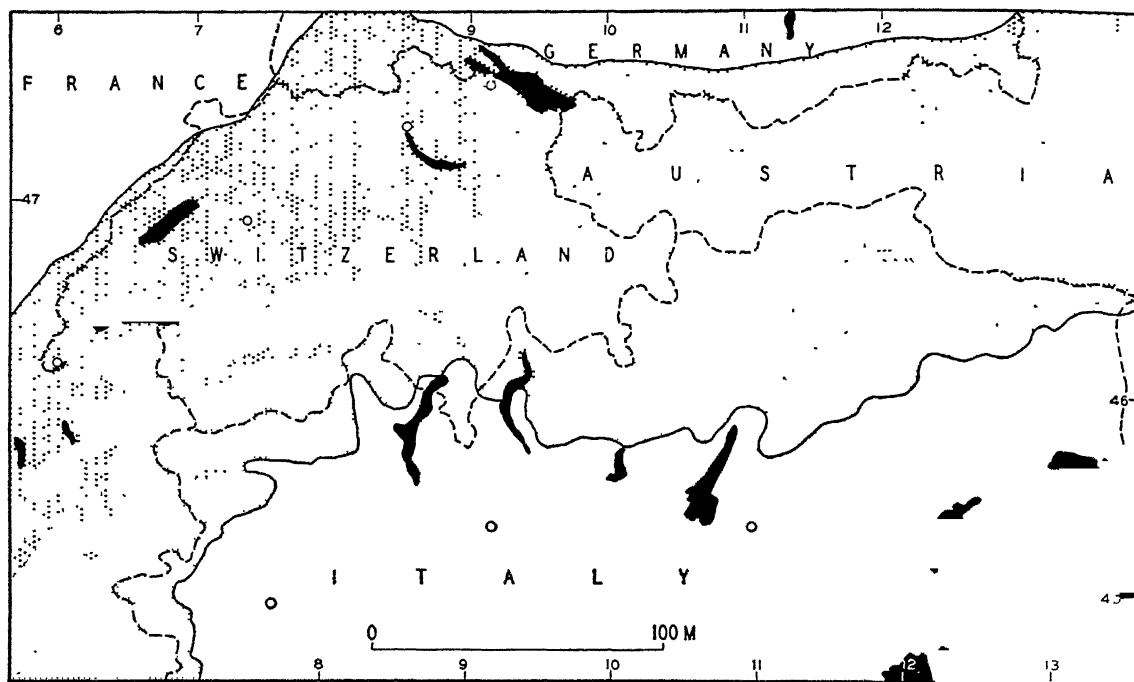 6 7 9 10 11 12
GERMANY
FRANCE
AUSTRIA
47
SWITZERLAND
46
ITALY
45
0 100 M
8 9 10 11 12 13